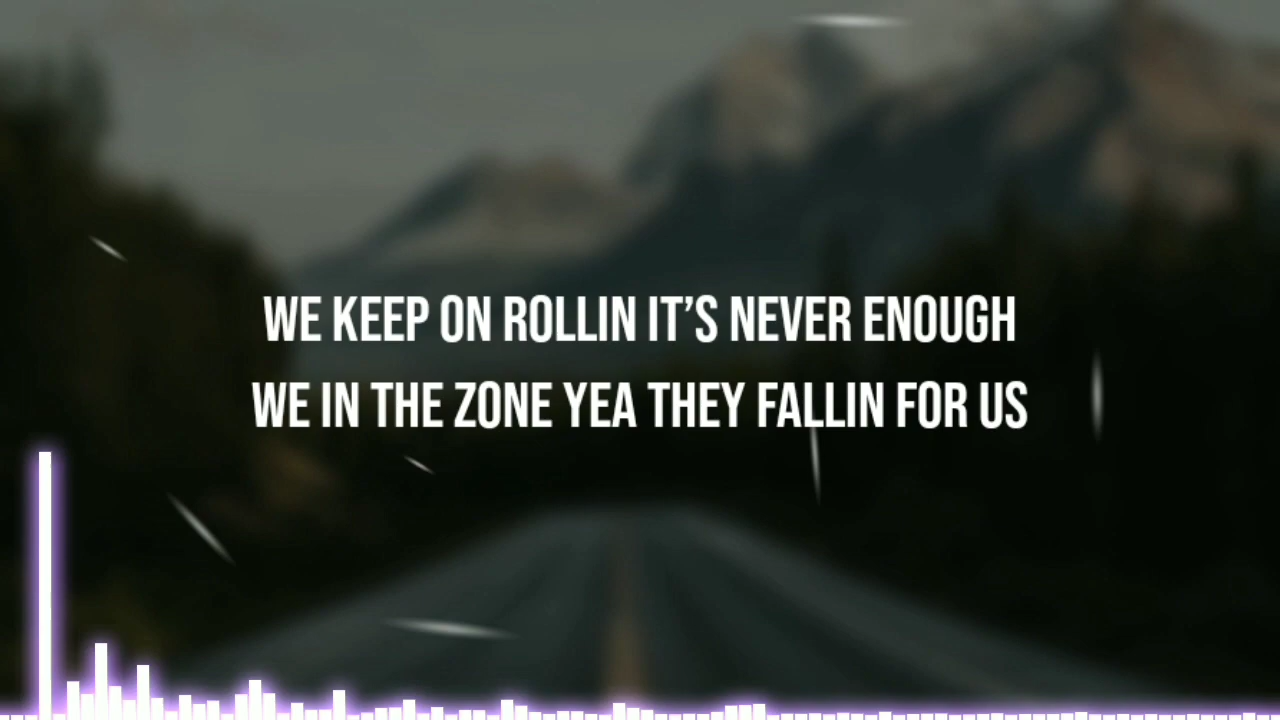 WE KEEP ON ROLLIN IT’S NEVER ENOUGH
WE IN THE ZONE YEA THEY FALLIN FOR US